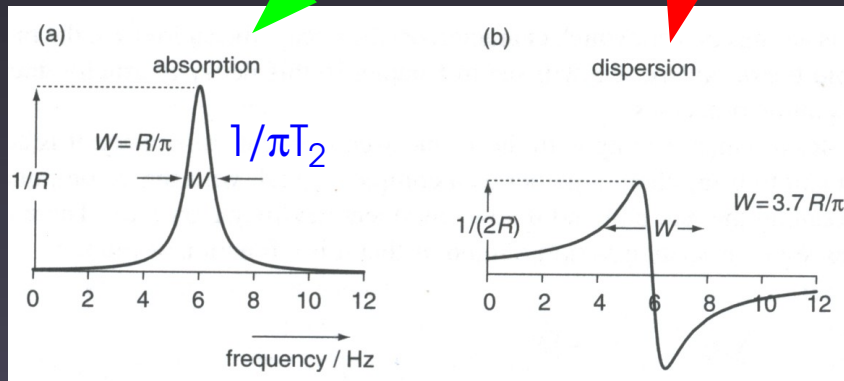 (a)
absorption
W=R/π
1/πT₂
1/R
W
0 2 4 6 8 10 12
frequency / Hz
(b)
dispersion
W=3.7 R/π
1/(2R)
W
0 2 4 6 8 10 12